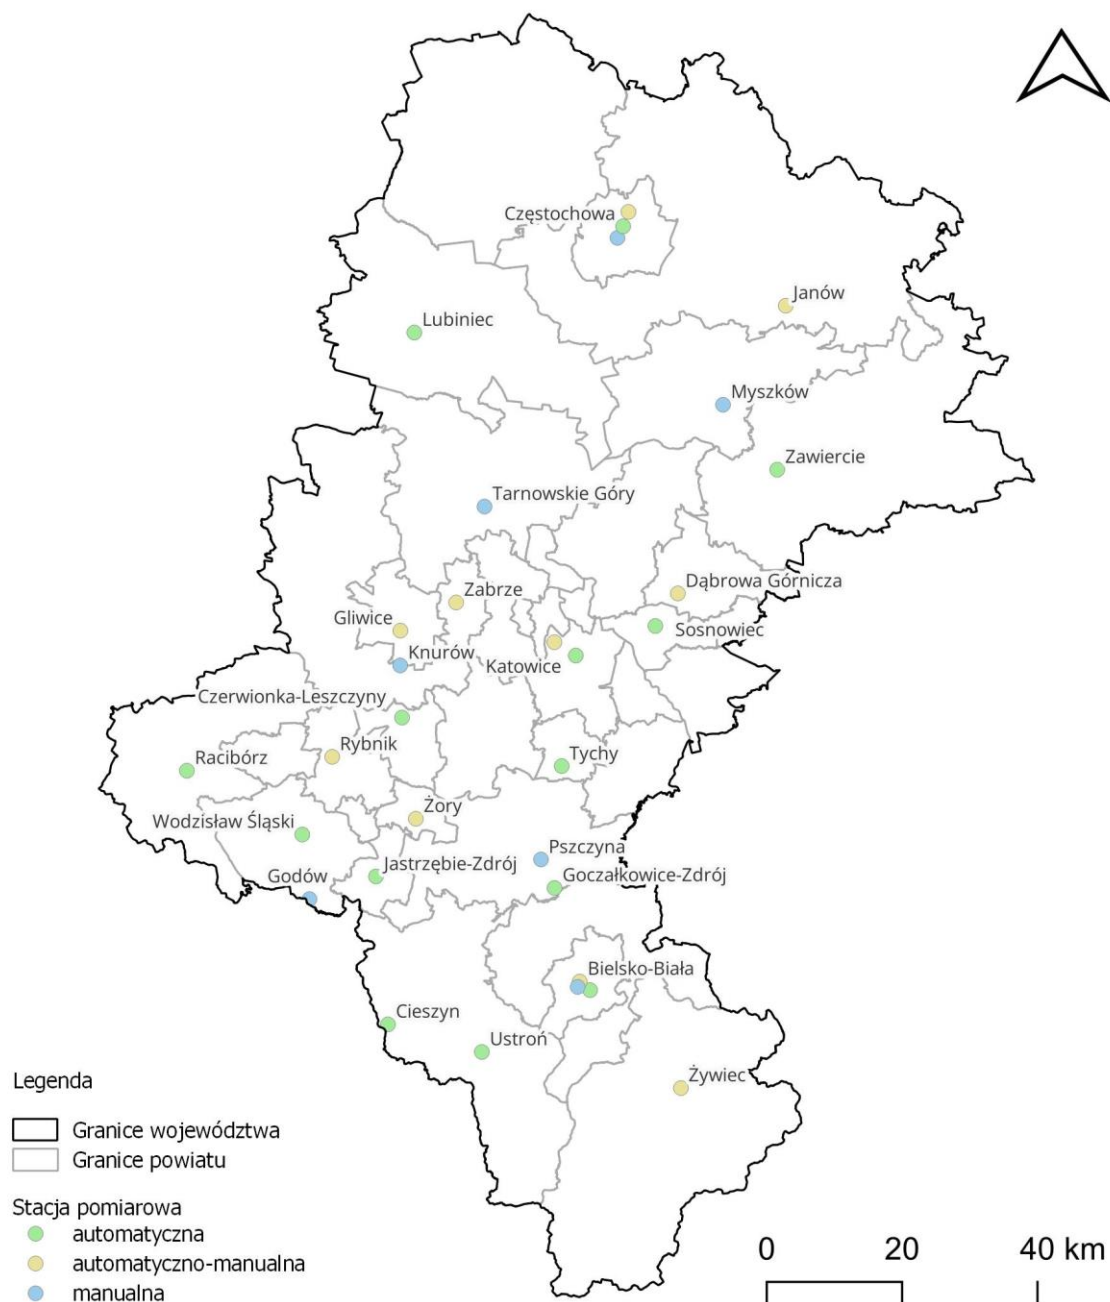 Częstochowa
Janów
Lubiniec
Myszków
Zawiercie
Tarnowskie Góry
Dąbrowa Górnicza
Zabrze
Gliwice
Sosnowiec
Knurów
Katowice
Czerwionka-Leszczyny
Rybnik
Tychy
Racibórz
Żory
Wodzisław Śląski
Pszczyna
Jastrzębie-Zdrój
Godów
Goczałkowice-Zdrój
Bielsko-Biała
Cieszyn
Ustroń
Żywiec
Legenda
Granice województwa
Granice powiatu
Stacja pomiarowa
automatyczna
automatyczno-manualna
manualna
0 20 40 km